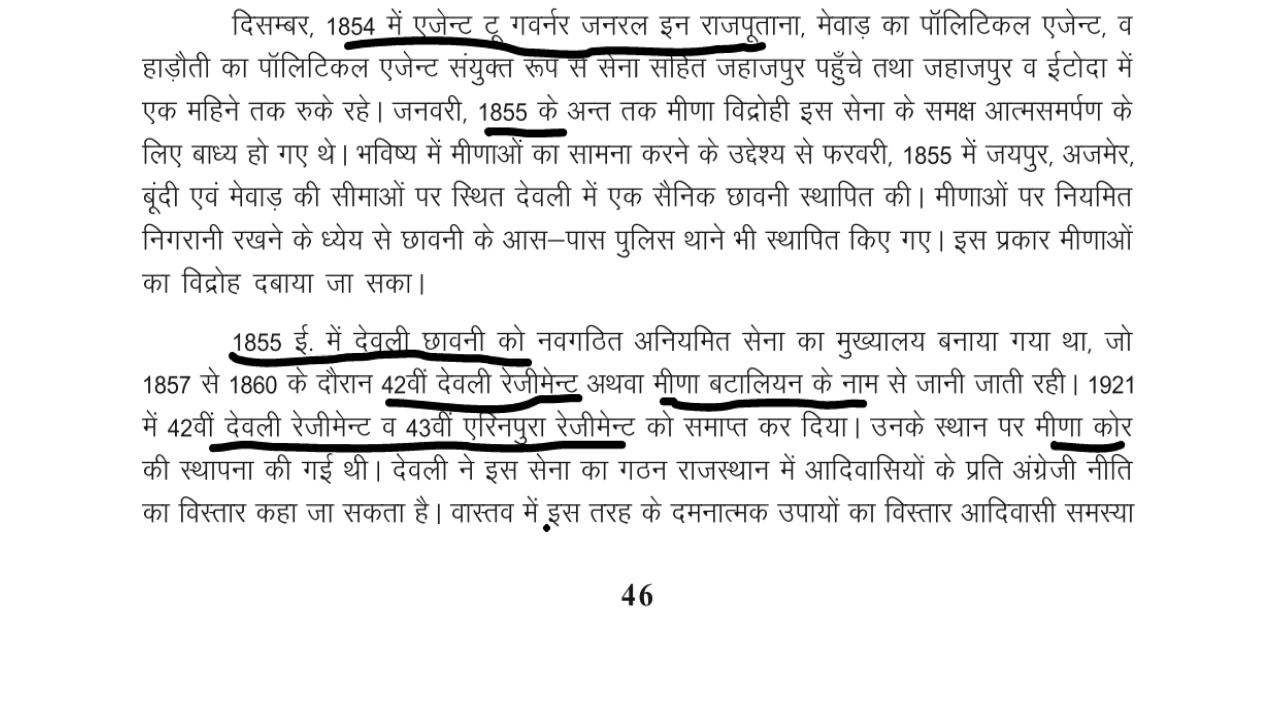 दिसम्बर, 1854 में एजेन्ट टू गवर्नर जनरल इन राजपूताना, मेवाड़ का पॉलिटिकल एजेन्ट, व
हाड़ौती का पॉलिटिकल एजेन्ट संयुक्त रूप से सेना सहित जहाजपुर पहुँचे तथा जहाजपुर व ईटोदा में
एक महिने तक रुके रहे। जनवरी, 1855 के अन्त तक मीणा विद्रोही इस सेना के समक्ष आत्मसमर्पण के
लिए बाध्य हो गए थे। भविष्य में मीणाओं का सामना करने के उद्देश्य से फरवरी, 1855 में जयपुर, अजमेर,
बूंदी एवं मेवाड़ की सीमाओं पर स्थित देवली में एक सैनिक छावनी स्थापित की। मीणाओं पर नियमित
निगरानी रखने के ध्येय से छावनी के आस–पास पुलिस थाने भी स्थापित किए गए। इस प्रकार मीणाओं
का विद्रोह दबाया जा सका।
1855 ई. में देवली छावनी को नवगठित अनियमित सेना का मुख्यालय बनाया गया था, जो
1857 से 1860 के दौरान 42वीं देवली रेजीमेन्ट अथवा मीणा बटालियन के नाम से जानी जाती रही। 1921
में 42वीं देवली रेजीमेन्ट व 43वीं एरिनपुरा रेजीमेन्ट को समाप्त कर दिया। उनके स्थान पर मीणा कोर
की स्थापना की गई थी। देवली ने इस सेना का गठन राजस्थान में आदिवासियों के प्रति अंग्रेजी नीति
का विस्तार कहा जा सकता है। वास्तव में इस तरह के दमनात्मक उपायों का विस्तार आदिवासी समस्या
46